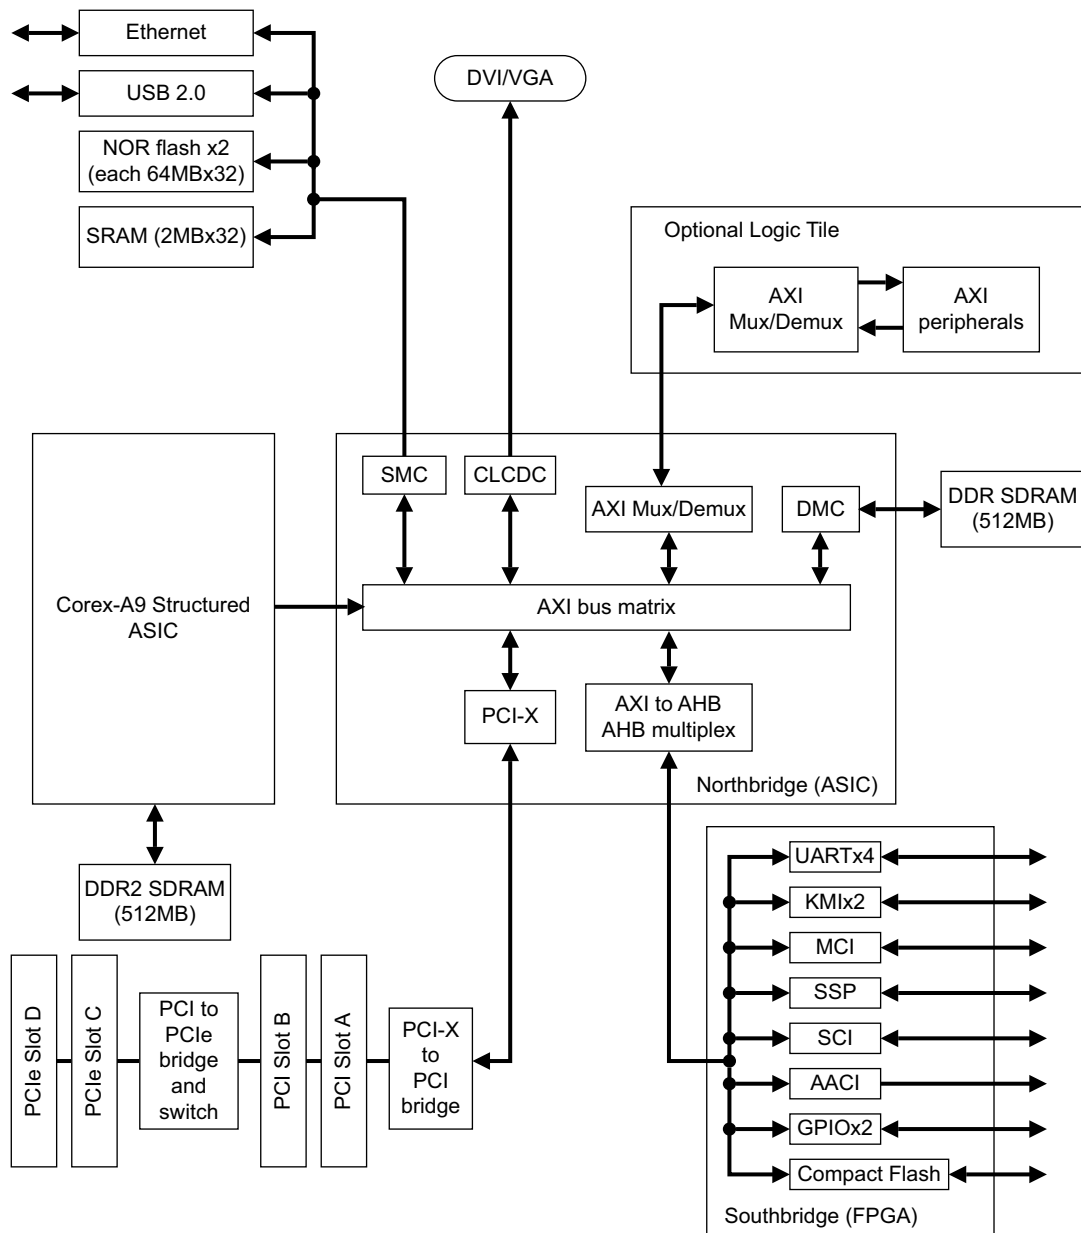 Ethernet
USB 2.0
NOR flash x2
(each 64MBx32)
SRAM (2MBx32)
DVI/VGA
Optional Logic Tile
AXI
Mux/Demux
AXI
peripherals
SMC
CLCDC
AXI Mux/Demux
DMC
DDR SDRAM
(512MB)
Corex-A9 Structured
ASIC
AXI bus matrix
PCI-X
AXI to AHB
AHB multiplex
Northbridge (ASIC)
DDR2 SDRAM
(512MB)
PCIe Slot D
PCIe Slot C
PCI to
PCIe
bridge
and
switch
PCI Slot B
PCI Slot A
PCI-X
to
PCI
bridge
UARTx4
KMIx2
MCI
SSP
SCI
AACI
GPIOx2
Compact Flash
Southbridge (FPGA)